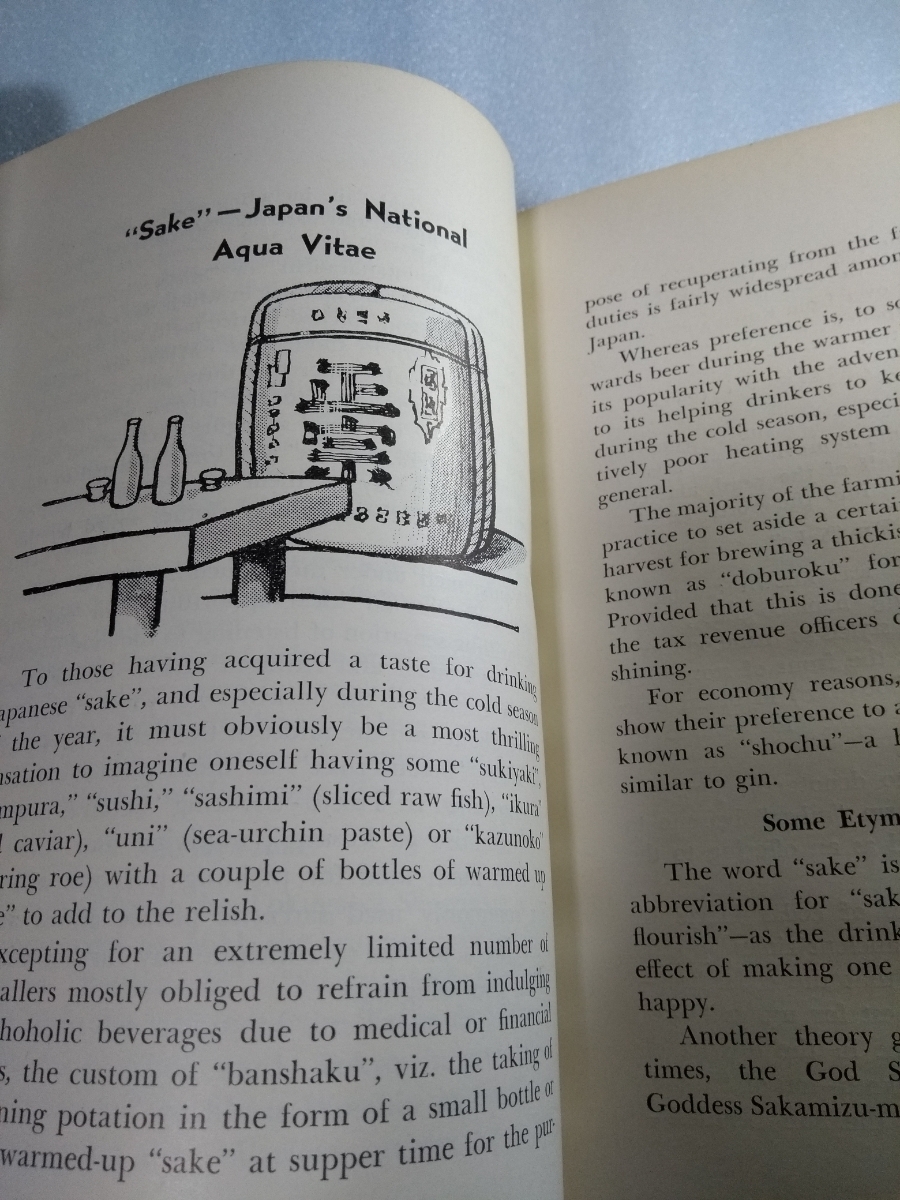 “Sake”—Japan's National
Aqua Vitae
To those having acquired a taste for drinking
apanese “sake”, and especially during the cold season
the year, it must obviously be a most thrilling
nsation to imagine oneself having some “sukiyaki”,
mpura,” “sushi,” “sashimi” (sliced raw fish), “ikura”
caviar), “uni” (sea-urchin paste) or “kazunoko”
ring roe) with a couple of bottles of warmed up
e” to add to the relish.
xcepting for an extremely limited number of
allers mostly obliged to refrain from indulging
hoholic beverages due to medical or financial
s, the custom of “banshaku”, viz. the taking of
ning potation in the form of a small bottle or
warmed-up “sake” at supper time for the pur-
pose of recuperating from the f
duties is fairly widespread amon
Japan.
Whereas preference is, to so
wards beer during the warmer
its popularity with the adven
to its helping drinkers to ke
during the cold season, especi
tively poor heating system
general.
The majority of the farmi
practice to set aside a certai
harvest for brewing a thickis
known as “doburoku” for
Provided that this is done
the tax revenue officers d
shining.
For economy reasons,
show their preference to a
known as “shochu”—a l
similar to gin.
Some Etym
The word “sake” is
abbreviation for “sak
flourish”—as the drink
effect of making one
happy.
Another theory g
times, the God S
Goddess Sakamizu-m